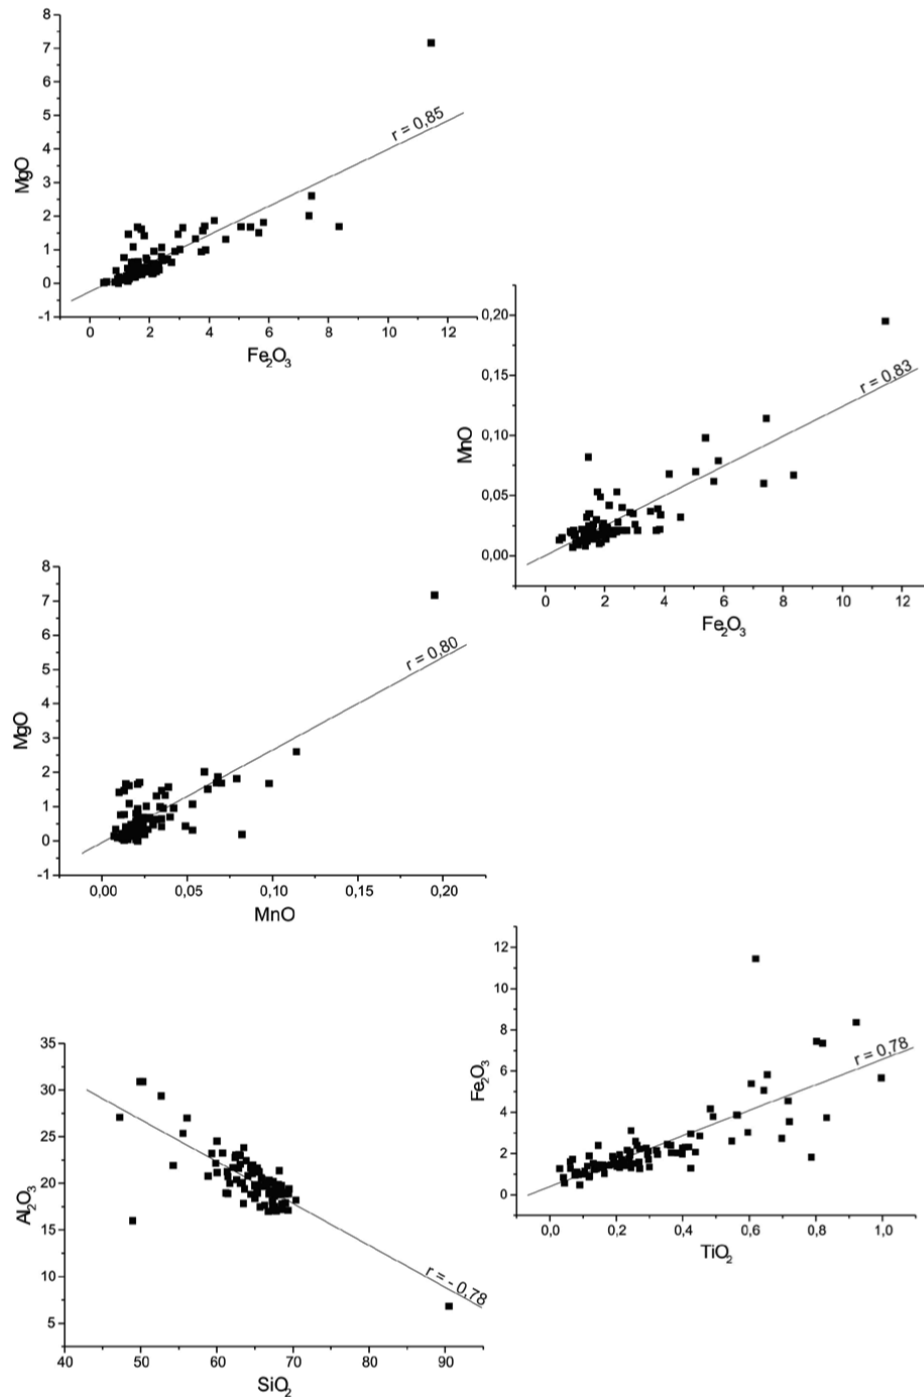 8
7
6
5
4
3
2
1
0
-1
MgO
r = 0,85
0 2 4 6 8 10 12
Fe₂O₃
0,20
0,15
0,10
0,05
0,00
MnO
r = 0,83
0 2 4 6 8 10 12
Fe₂O₃
8
7
6
5
4
3
2
1
0
-1
MgO
r = 0,80
0,00 0,05 0,10 0,15 0,20
MnO
12
10
8
6
4
2
0
Fe₂O₃
r = 0,78
0,0 0,2 0,4 0,6 0,8 1,0
TiO₂
35
30
25
20
15
10
5
Al₂O₃
r = - 0,78
40 50 60 70 80 90
SiO₂